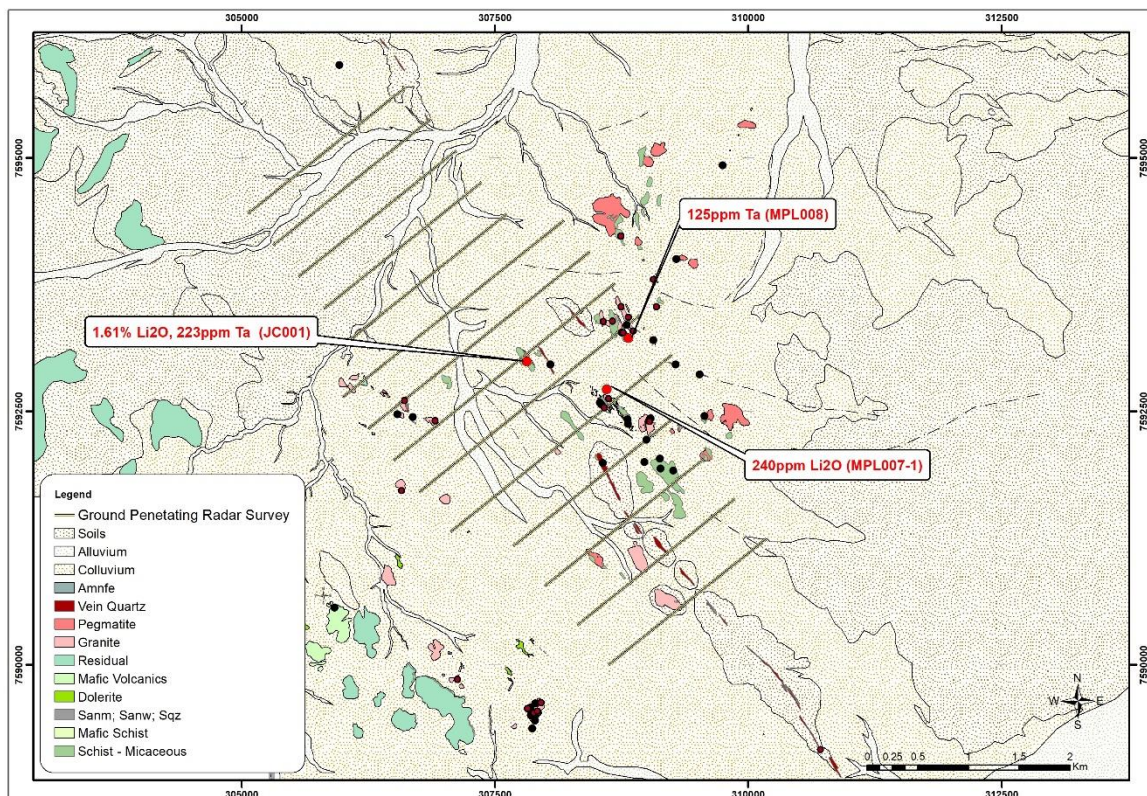 305000
307500
310000
312500
7595000
7595000
125ppm Ta (MPL008)
1.61% Li2O, 223ppm Ta (JC001)
7592500
7592500
240ppm Li2O (MPL007-1)
Legend
Ground Penetating Radar Survey
Soils
Alluvium
Colluvium
Amnfe
Vein Quartz
Pegmatite
Granite
Residual
Mafic Volcanics
Dolerite
Sanm; Sanw; Sqz
Mafic Schist
Schist - Micaceous
7590000
7590000
N
W E
S
0 0.25 0.5 1 1.5 2
Km
305000
307500
310000
312500